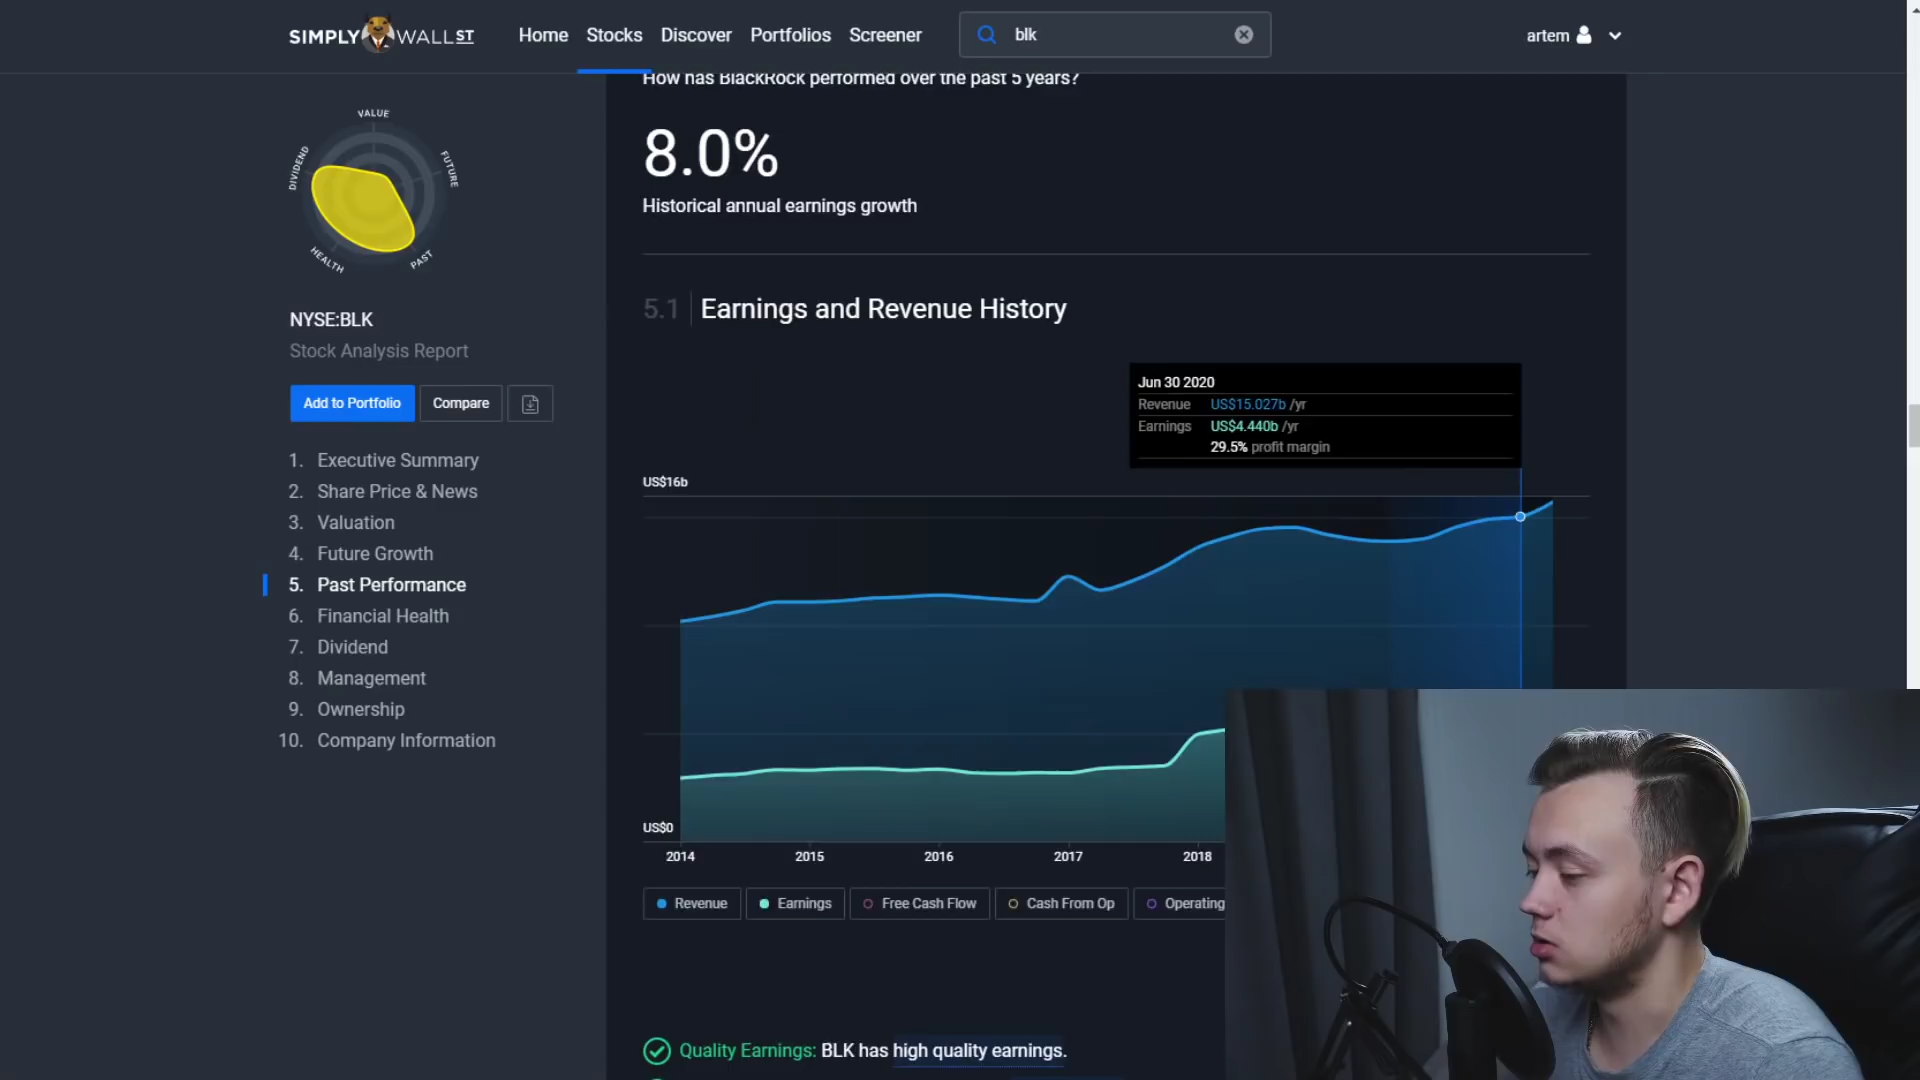 SIMPLY WALL ST
Home Stocks Discover Portfolios Screener
blk
artem
VALUE
FUTURE
PAST
HEALTH
DIVIDEND
NYSE:BLK
Stock Analysis Report
Add to Portfolio
Compare
1. Executive Summary
2. Share Price & News
3. Valuation
4. Future Growth
5. Past Performance
6. Financial Health
7. Dividend
8. Management
9. Ownership
10. Company Information
How has BlackRock performed over the past 5 years?
8.0%
Historical annual earnings growth
5.1 Earnings and Revenue History
Jun 30 2020
Revenue US$15.027b /yr
Earnings US$4.440b /yr
29.5% profit margin
US$16b
US$0
2014 2015 2016 2017 2018
Revenue Earnings Free Cash Flow Cash From Op Operating
Quality Earnings: BLK has high quality earnings.